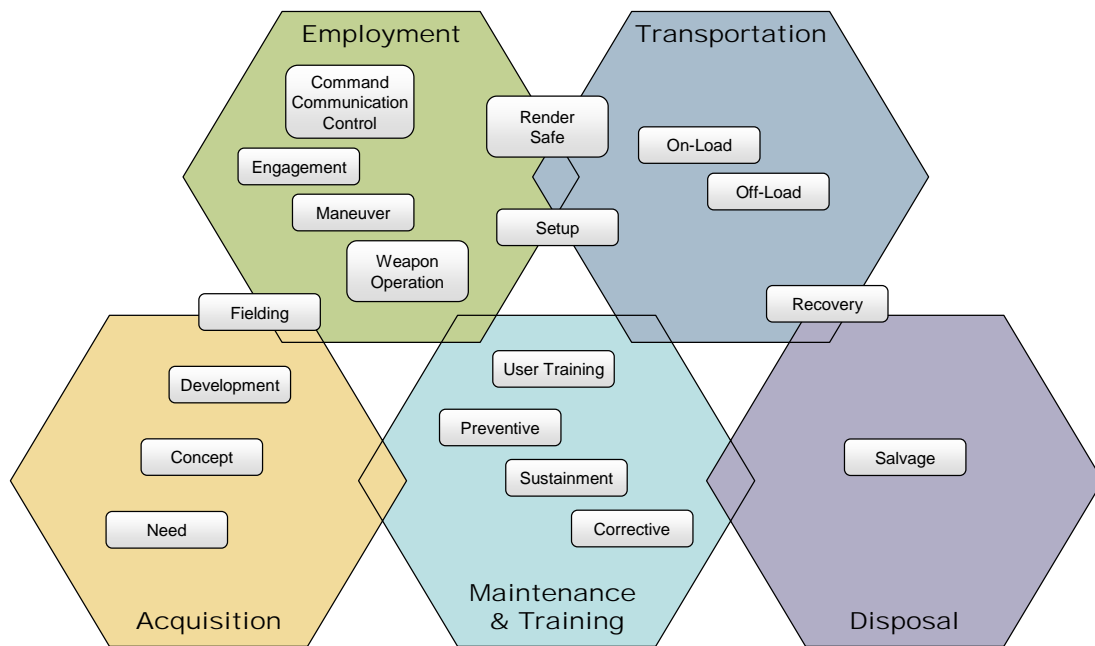 Employment
Transportation
Command
Communication
Control
Render
Safe
On-Load
Engagement
Off-Load
Maneuver
Setup
Weapon
Operation
Fielding
Recovery
User Training
Development
Preventive
Concept
Salvage
Sustainment
Need
Corrective
Maintenance
& Training
Acquisition
Disposal